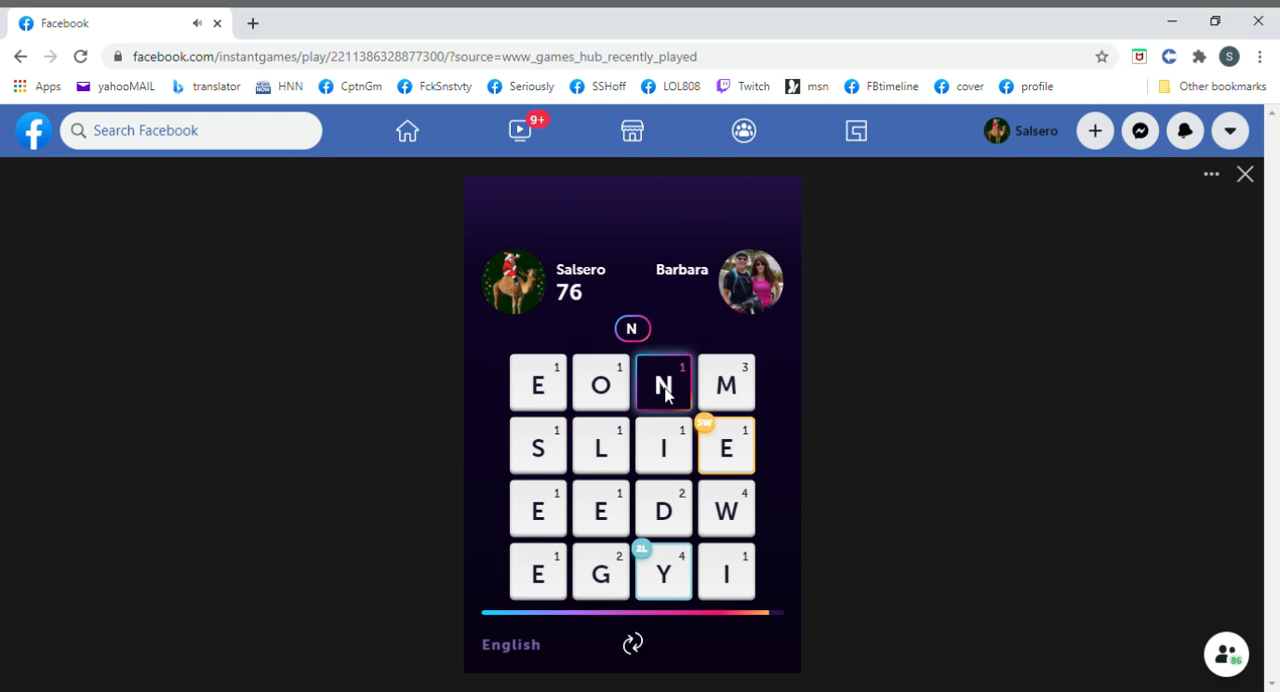 Facebook
facebook.com/instantgames/play/2211386328877300/?source=www_games_hub_recently_played
S
Apps yahooMAIL translator HNN CptnGm FckSnstvty Seriously SSHoff LOL808 Twitch msn FBtimeline cover profile Other bookmarks
Search Facebook 9+ Salsero
Salsero Barbara
76
N
E 1 O 1 N 1 M 3
S 1 L 1 I 1 3W E 1
E 1 E 1 D 2 W 4
E 1 G 2 2L Y 4 I 1
English
86